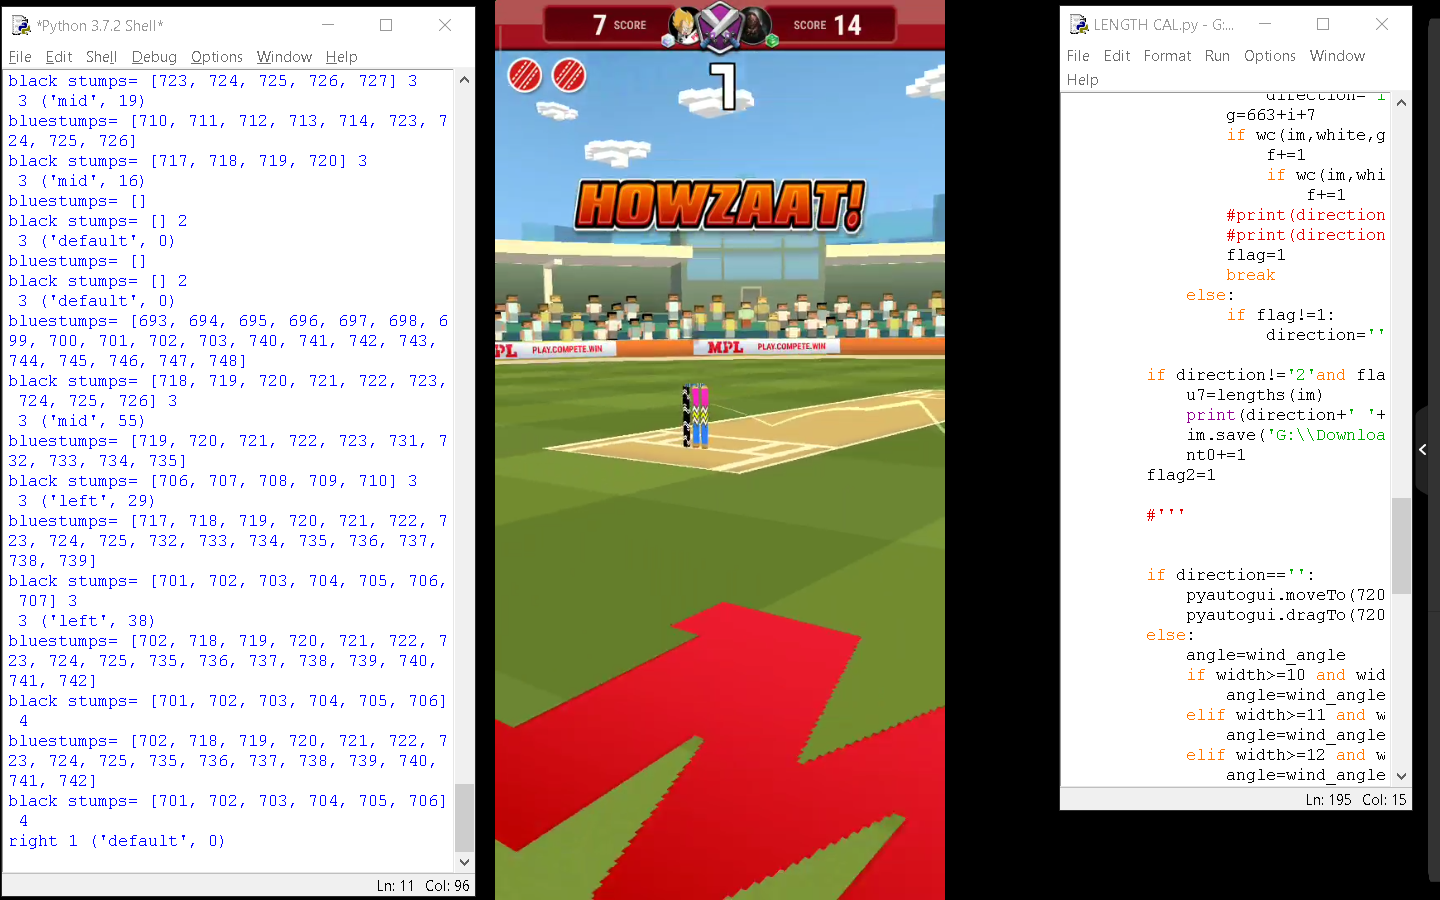 *Python 3.7.2 Shell*
File Edit Shell Debug Options Window Help
black stumps= [723, 724, 725, 726, 727] 3
3 ('mid', 19)
bluestumps= [710, 711, 712, 713, 714, 723, 7
24, 725, 726]
black stumps= [717, 718, 719, 720] 3
3 ('mid', 16)
bluestumps= []
black stumps= [] 2
3 ('default', 0)
bluestumps= []
black stumps= [] 2
3 ('default', 0)
bluestumps= [693, 694, 695, 696, 697, 698, 6
99, 700, 701, 702, 703, 740, 741, 742, 743,
744, 745, 746, 747, 748]
black stumps= [718, 719, 720, 721, 722, 723,
724, 725, 726] 3
3 ('mid', 55)
bluestumps= [719, 720, 721, 722, 723, 731, 7
32, 733, 734, 735]
black stumps= [706, 707, 708, 709, 710] 3
3 ('left', 29)
bluestumps= [717, 718, 719, 720, 721, 722, 7
23, 724, 725, 732, 733, 734, 735, 736, 737,
738, 739]
black stumps= [701, 702, 703, 704, 705, 706,
707] 3
3 ('left', 38)
bluestumps= [702, 718, 719, 720, 721, 722, 7
23, 724, 725, 735, 736, 737, 738, 739, 740,
741, 742]
black stumps= [701, 702, 703, 704, 705, 706]
4
bluestumps= [702, 718, 719, 720, 721, 722, 7
23, 724, 725, 735, 736, 737, 738, 739, 740,
741, 742]
black stumps= [701, 702, 703, 704, 705, 706]
4
right 1 ('default', 0)
Ln: 11 Col: 96
7 SCORE
SCORE 14
1
HOWZAAT!
MPL PLAY.COMPETE.WIN
MPL PLAY.COMPETE.WIN
LENGTH CAL.py - G:...
File Edit Format Run Options Window
Help
direction='i
g=663+i+7
if wc(im,white,g
f+=1
if wc(im,whi
f+=1
#print(direction
#print(direction
flag=1
break
else:
if flag!=1:
direction=''
if direction!='2'and fla
u7=lengths(im)
print(direction+' '+
im.save('G:\\Downloa
nt0+=1
flag2=1
#'''
if direction=='':
pyautogui.moveTo(720
pyautogui.dragTo(720
else:
angle=wind_angle
if width>=10 and wid
angle=wind_angle
elif width>=11 and w
angle=wind_angle
elif width>=12 and w
angle=wind_angle
Ln: 195 Col: 15